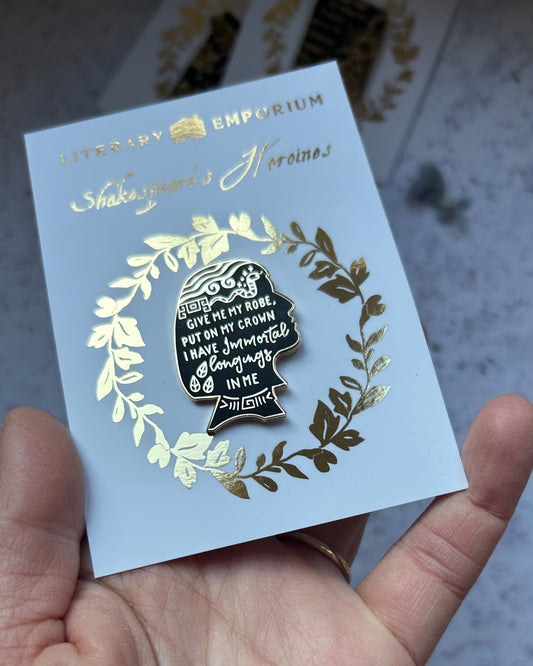 LITERARY EMPORIUM
Shakespeare's Heroines
GIVE ME MY ROBE,
PUT ON MY CROWN
I HAVE Immortal
longings
IN ME